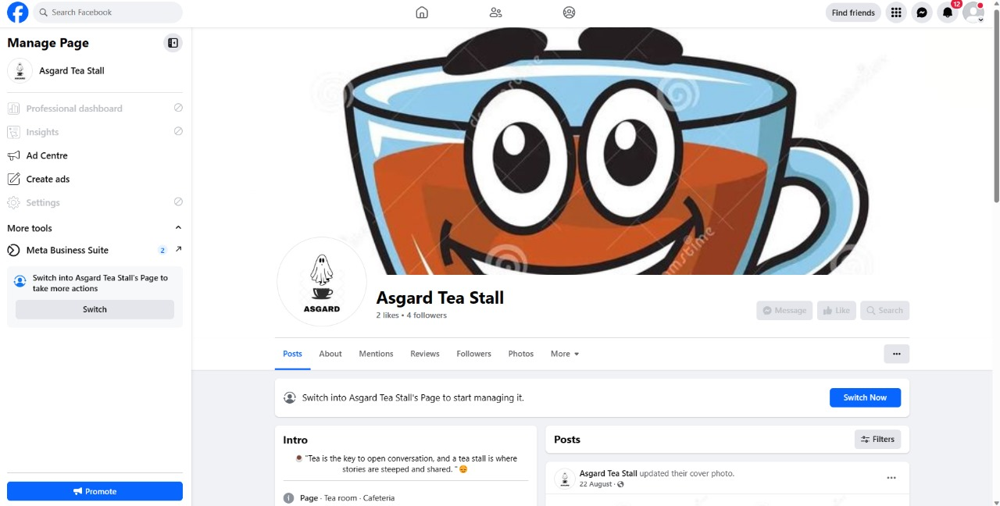 Search Facebook
Find friends
12
Manage Page
Asgard Tea Stall
Professional dashboard
Insights
Ad Centre
Create ads
Settings
More tools
Meta Business Suite 2
Switch into Asgard Tea Stall's Page to
take more actions
Switch
Promote
dreamstime
dreamstime
ASGARD
Asgard Tea Stall
2 likes • 4 followers
Message Like Search
Posts About Mentions Reviews Followers Photos More
Switch into Asgard Tea Stall's Page to start managing it.
Switch Now
Intro
"Tea is the key to open conversation, and a tea stall is where
stories are steeped and shared. "😊
Page · Tea room · Cafeteria
Posts
Filters
Asgard Tea Stall updated their cover photo.
22 August ·